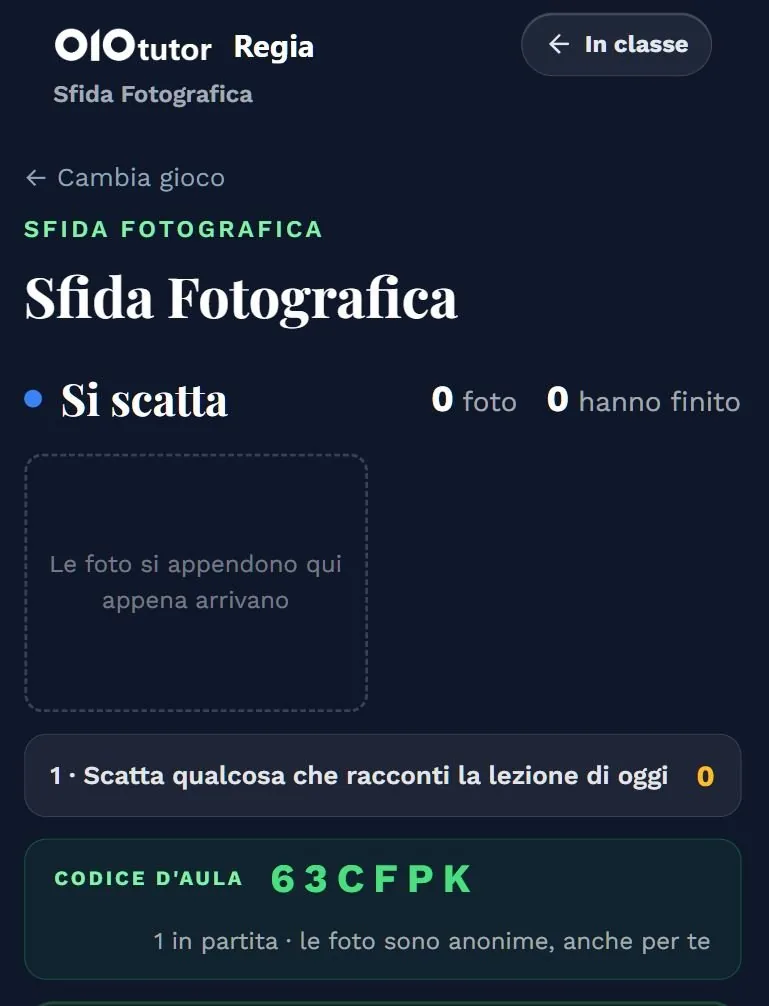 OIO tutor Regia
← In classe
Sfida Fotografica
← Cambia gioco
SFIDA FOTOGRAFICA
Sfida Fotografica
Si scatta
0 foto 0 hanno finito
Le foto si appendono qui
appena arrivano
1 · Scatta qualcosa che racconti la lezione di oggi 0
CODICE D'AULA 63CFPK
1 in partita · le foto sono anonime, anche per te